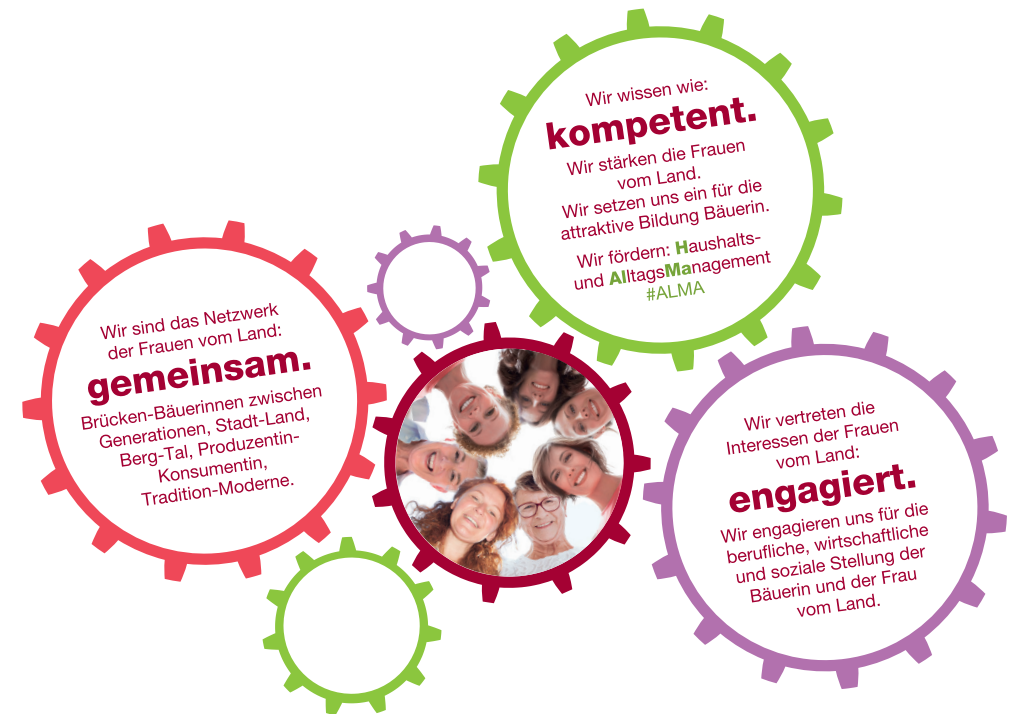 Wir wissen wie:
kompetent.
Wir stärken die Frauen
vom Land.
Wir setzen uns ein für die
attraktive Bildung Bäuerin.
Wir fördern: Haushalts-
und AlltagsManagement
#ALMA
Wir sind das Netzwerk
der Frauen vom Land:
gemeinsam.
Brücken-Bäuerinnen zwischen
Generationen, Stadt-Land,
Berg-Tal, Produzentin-
Konsumentin,
Tradition-Moderne.
Wir vertreten die
Interessen der Frauen
vom Land:
engagiert.
Wir engagieren uns für die
berufliche, wirtschaftliche
und soziale Stellung der
Bäuerin und der Frau
vom Land.